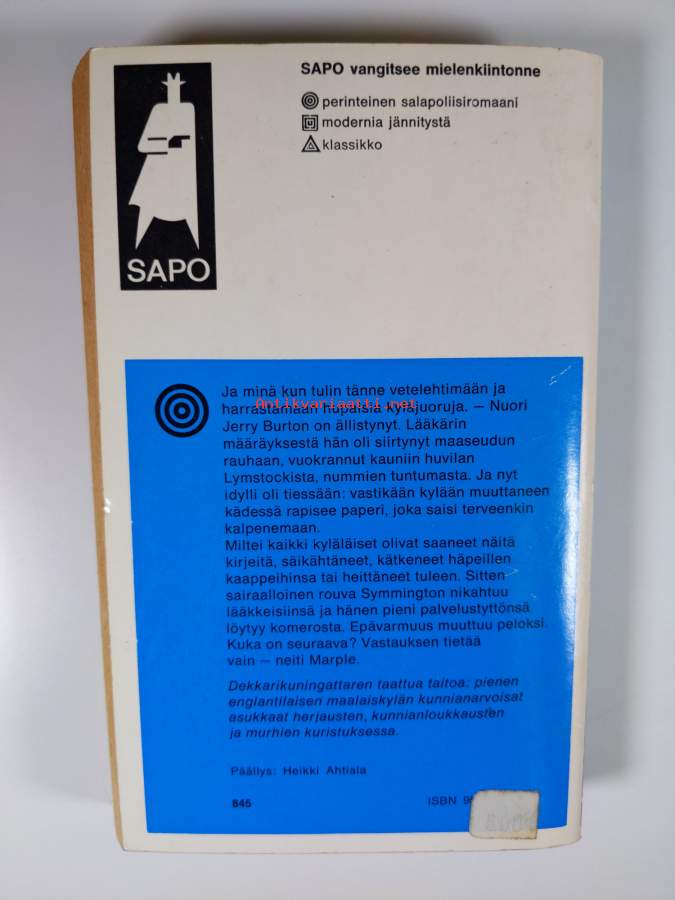 SAPO vangitsee mielenkiintonne
perinteinen salapoliisiromaani
modernia jännitystä
klassikko
SAPO
Ja minä kun tulin tänne vetelehtimään ja
harrastamaan hupaisia kyläjuoruja. — Nuori
Antikvariaatti.net
Jerry Burton on ällistynyt. Lääkärin
määräyksestä hän oli siirtynyt maaseudun
rauhaan, vuokrannut kauniin huvilan
Lymstockista, nummien tuntumasta. Ja nyt
idylli oli tiessään: vastikään kylään muuttaneen
kädessä rapisee paperi, joka saisi terveenkin
kalpenemaan.
Miltei kaikki kyläläiset olivat saaneet näitä
kirjeitä, säikähtäneet, kätkeneet häpeillen
kaappeihinsa tai heittäneet tuleen. Sitten
sairaalloinen rouva Symmington nikahtuu
lääkkeisiinsä ja hänen pieni palvelustyttönsä
löytyy komerosta. Epävarmuus muuttuu peloksi.
Kuka on seuraava? Vastauksen tietää
vain — neiti Marple.
Dekkarikuningattaren taattua taitoa: pienen
englantilaisen maalaiskylän kunnianarvoisat
asukkaat herjausten, kunnianloukkausten
ja murhien kuristuksessa.
Päällys: Heikki Ahtiala
845
ISBN